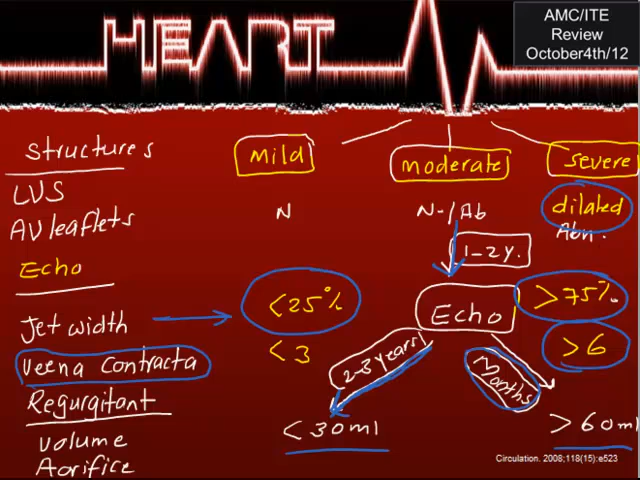 HEART
AMC/ITE
Review
October4th/12
Structures mild moderate severe
LVS dilated
AV leaflets N N-/Ab Abn.
1-2y.
Echo
Jet width <25% Echo >75%
Veena Contracta <3 2-3 years months >6
Regurgitant
volume <30ml >60ml
Aorifice
Circulation. 2008;118(15):e523